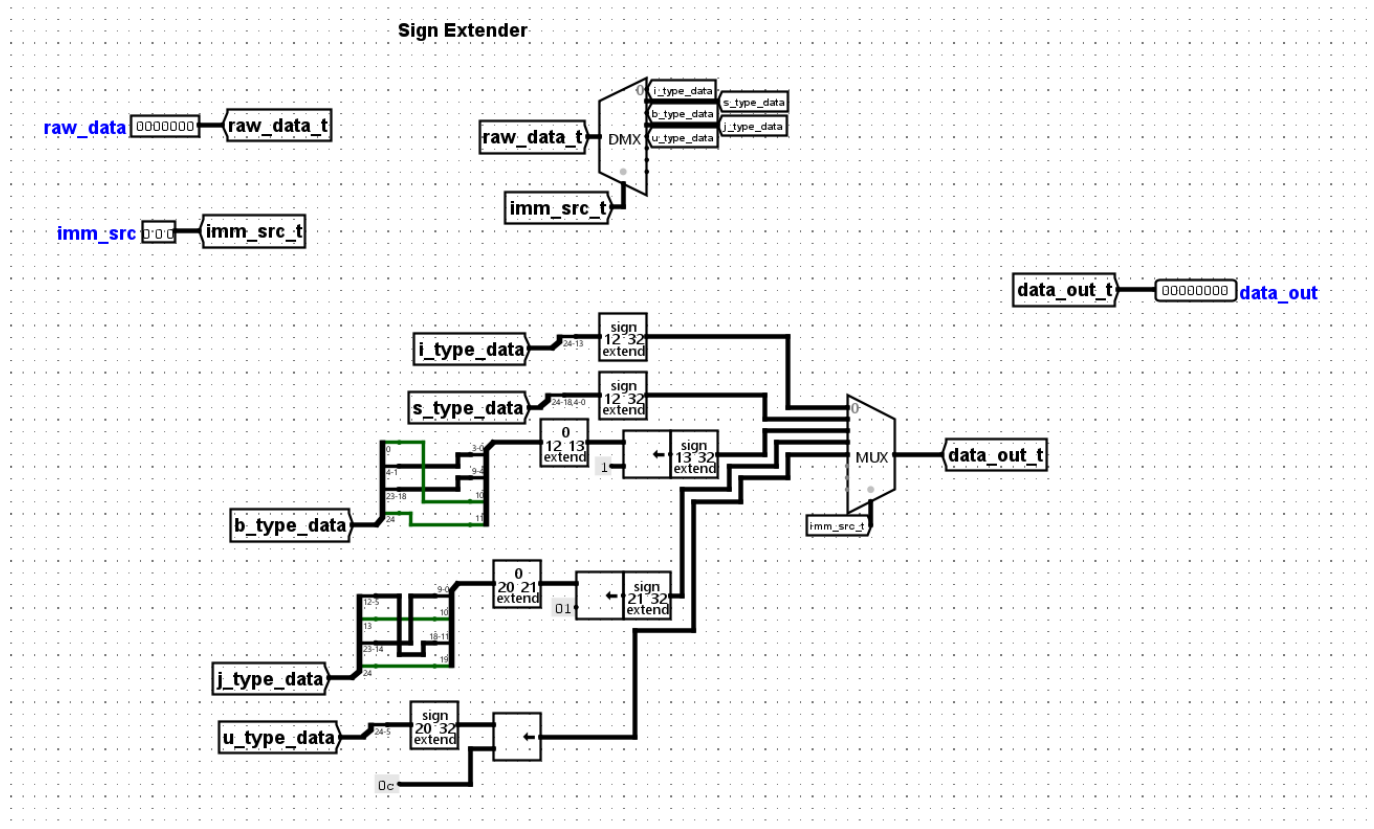 Sign Extender
raw_data
0000000
raw_data_t
imm_src
0 0 0
imm_src_t
raw_data_t
imm_src_t
0
DMX
i_type_data
s_type_data
b_type_data
j_type_data
u_type_data
data_out_t
00000000
data_out
i_type_data
24-13
sign
12 32
extend
s_type_data
24-18,4-0
sign
12 32
extend
b_type_data
0
4-1
23-18
24
3-0
9-4
10
11
0
12 13
extend
1
←
sign
13 32
extend
j_type_data
12-5
13
23-14
24
9-0
10
18-11
19
0
20 21
extend
01
←
sign
21 32
extend
u_type_data
24-5
sign
20 32
extend
0c
←
0
MUX
imm_src_t
data_out_t